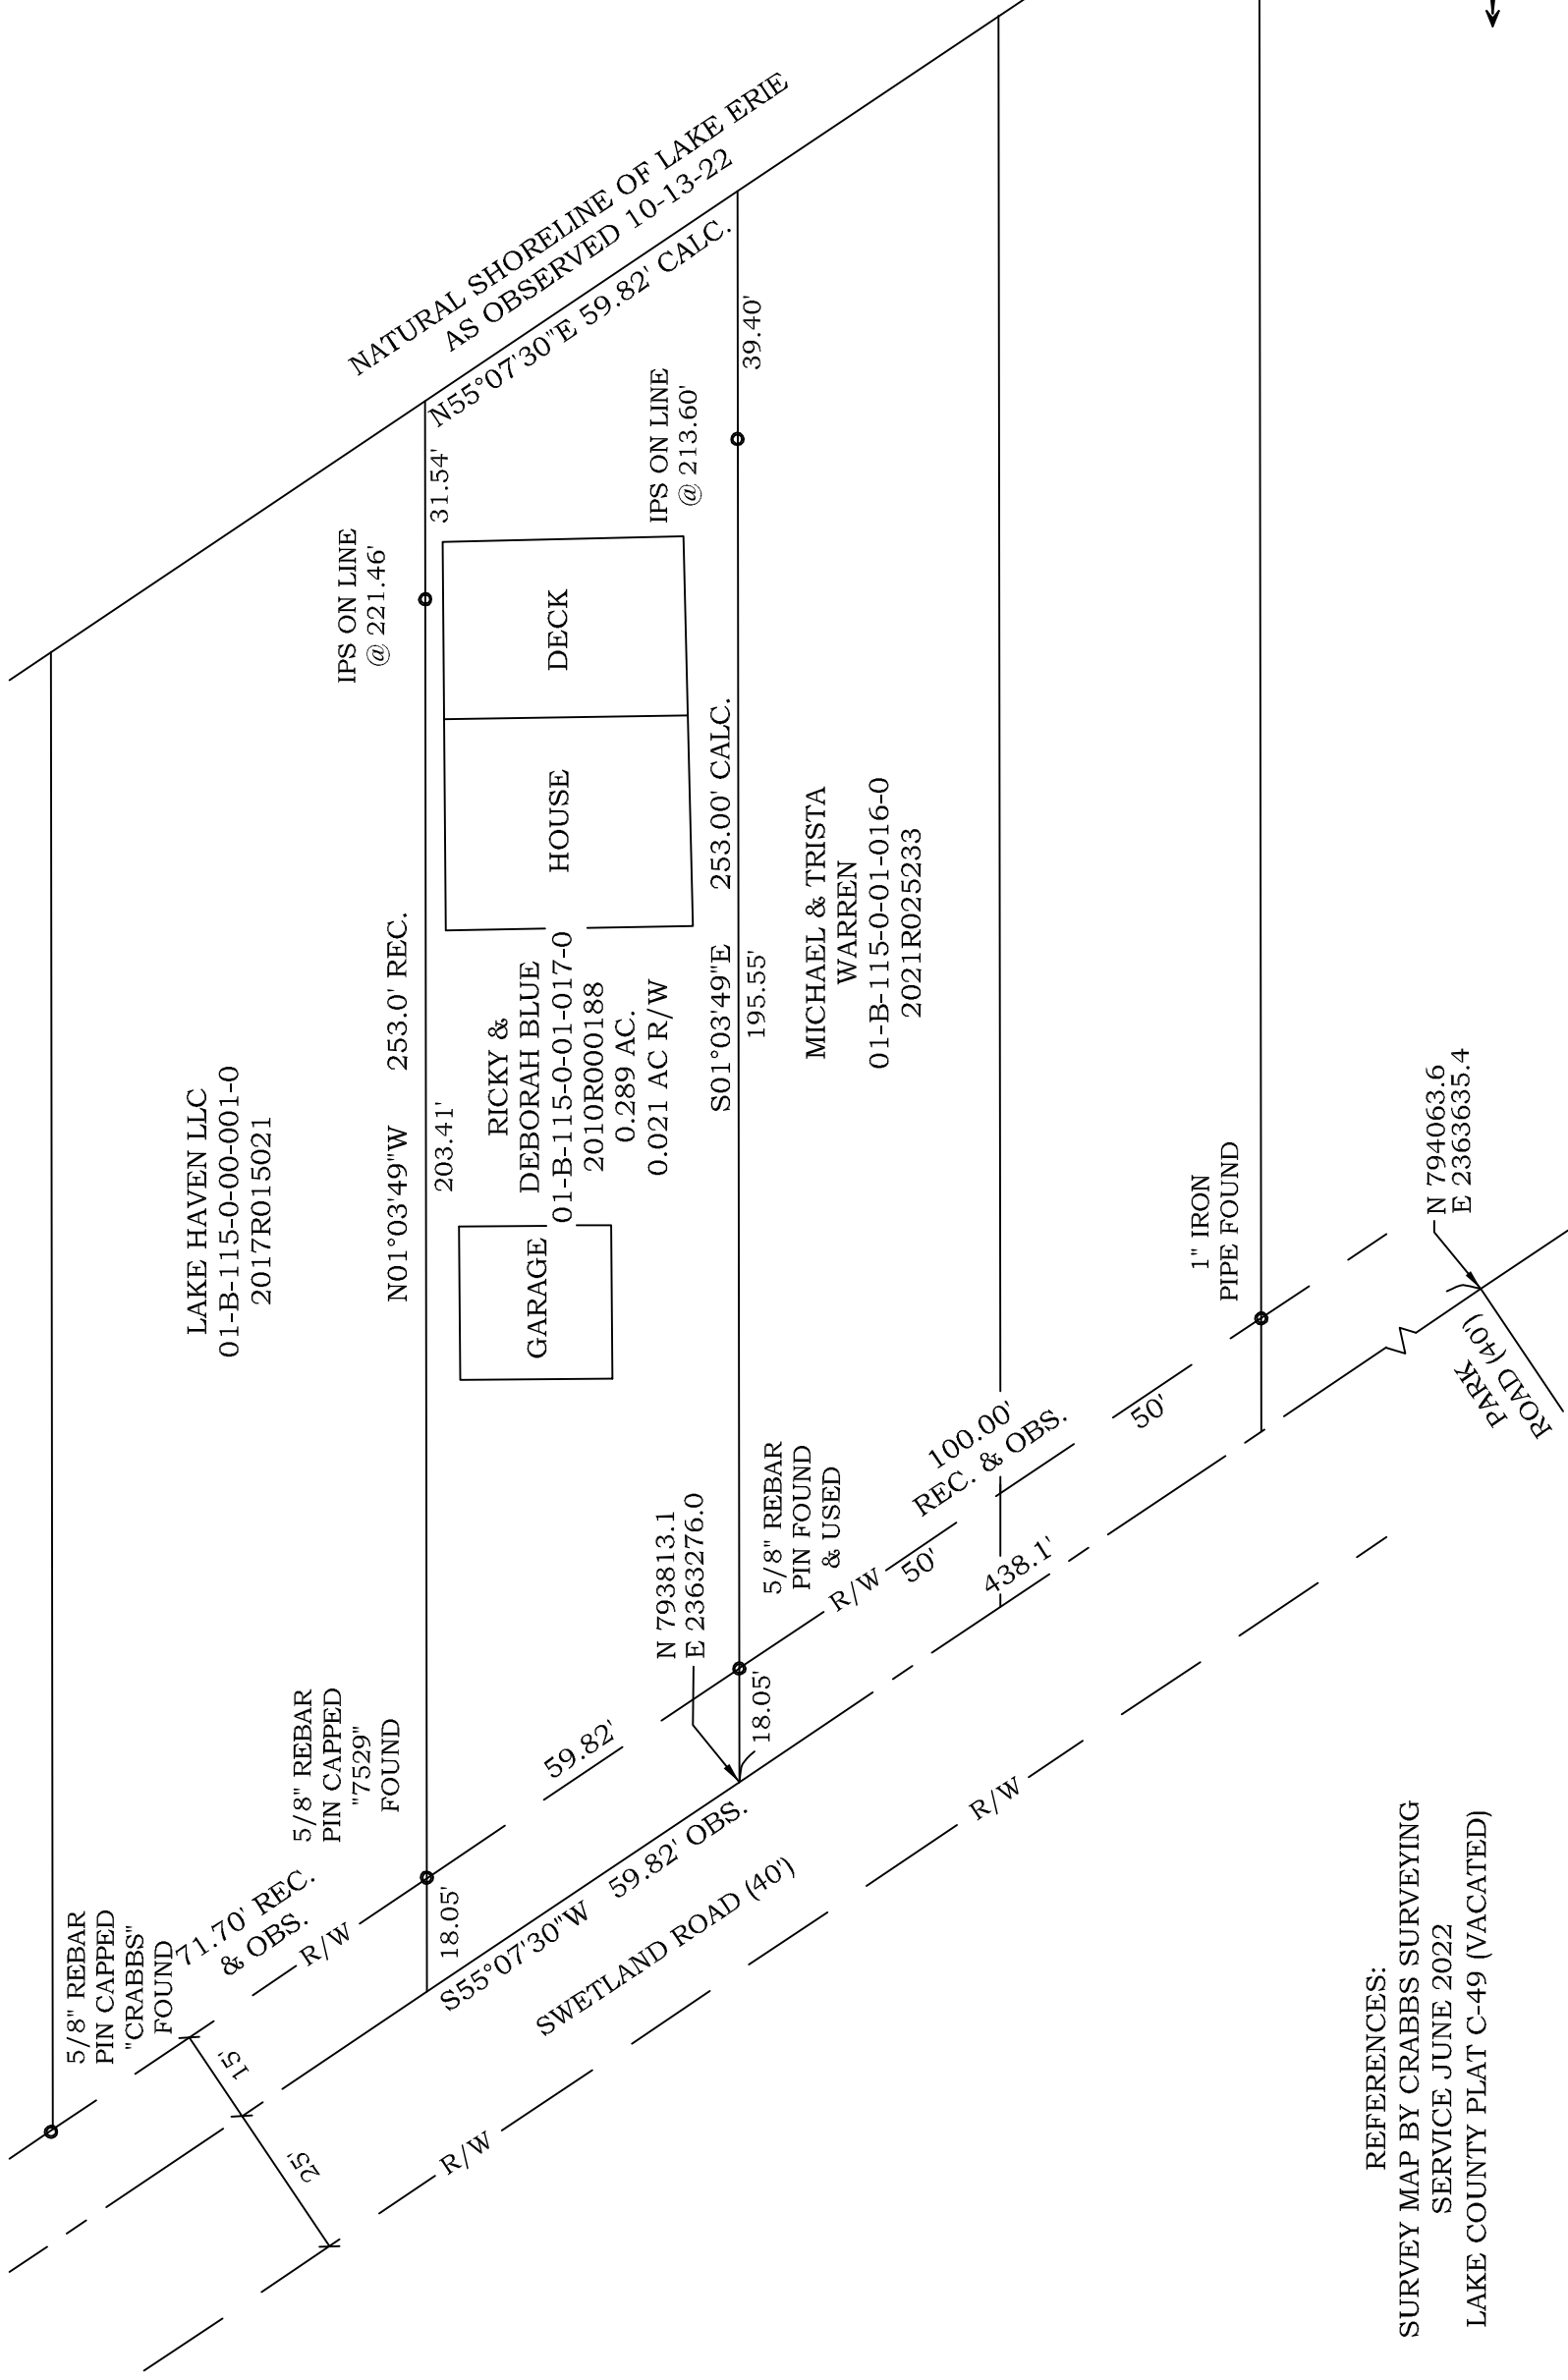 NATURAL SHORELINE OF LAKE ERIE
AS OBSERVED 10-13-22
N55°07'30"E 59.82' CALC.
31.54'
39.40'
IPS ON LINE
@ 221.46'
IPS ON LINE
@ 213.60'
DECK
HOUSE
GARAGE
LAKE HAVEN LLC
01-B-115-0-00-001-0
2017R015021
N01°03'49"W 253.0' REC.
203.41'
RICKY &
DEBORAH BLUE
01-B-115-0-01-017-0
2010R000188
0.289 AC.
0.021 AC R/W
S01°03'49"E 253.00' CALC.
195.55'
MICHAEL & TRISTA
WARREN
01-B-115-0-01-016-0
2021R025233
1" IRON
PIPE FOUND
N 794063.6
E 2363635.4
PARK
ROAD (40')
5/8" REBAR
PIN CAPPED
"CRABBS"
FOUND
71.70' REC.
& OBS.
R/W
5/8" REBAR
PIN CAPPED
"7529"
FOUND
18.05'
59.82'
N 793813.1
E 2363276.0
18.05'
5/8" REBAR
PIN FOUND
& USED
R/W
50'
100.00'
REC. & OBS.
50'
438.1'
S55°07'30"W 59.82' OBS.
SWETLAND ROAD (40')
15'
25'
R/W
R/W
REFERENCES:
SURVEY MAP BY CRABBS SURVEYING
SERVICE JUNE 2022
LAKE COUNTY PLAT C-49 (VACATED)